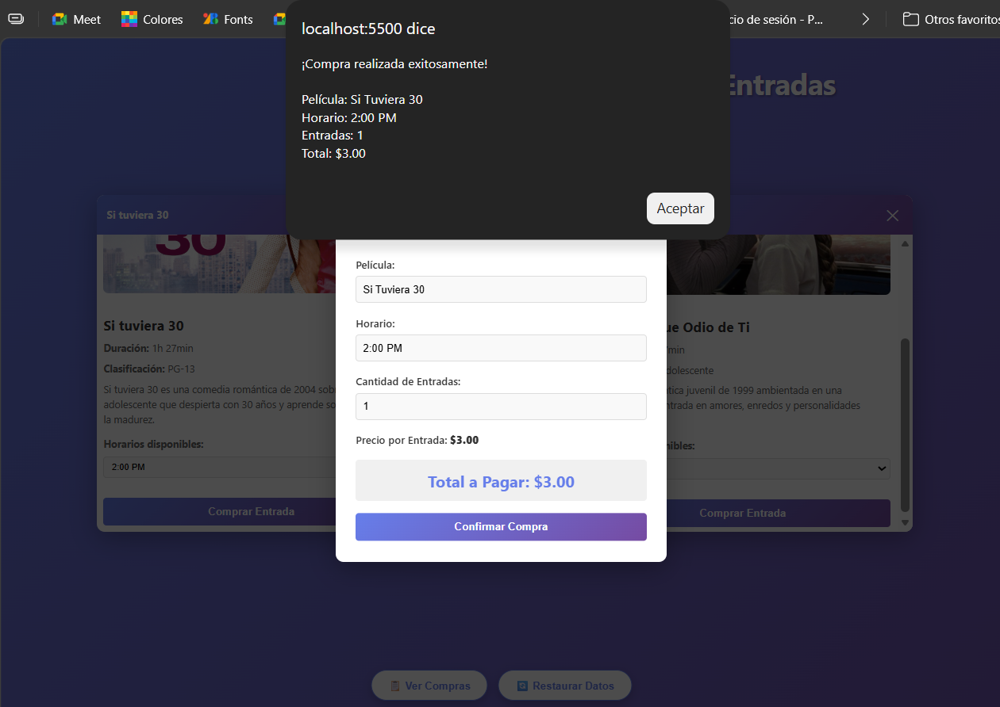 Meet
Colores
Fonts
cio de sesión - P...
Otros favoritos
localhost:5500 dice
¡Compra realizada exitosamente!
Película: Si Tuviera 30
Horario: 2:00 PM
Entradas: 1
Total: $3.00
Aceptar
Entradas
Si tuviera 30
30
Si tuviera 30
Duración: 1h 27min
Clasificación: PG-13
Si tuviera 30 es una comedia romántica de 2004 sob
adolescente que despierta con 30 años y aprende so
la madurez.
Horarios disponibles:
2:00 PM
Comprar Entrada
Película:
Si Tuviera 30
Horario:
2:00 PM
Cantidad de Entradas:
1
Precio por Entrada: $3.00
Total a Pagar: $3.00
Confirmar Compra
ue Odio de Ti
min
dolescente
tica juvenil de 1999 ambientada en una
ntrada en amores, enredos y personalidades
nibles:
Comprar Entrada
Ver Compras
Restaurar Datos